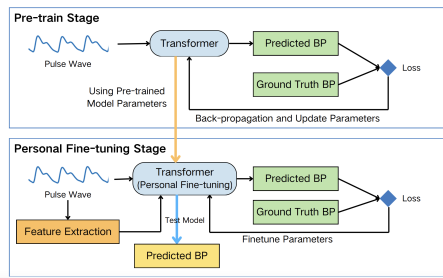 Pre-train Stage
Transformer
Predicted BP
Pulse Wave
Loss
Ground Truth BP
Using Pre-trained
Model Parameters
Back-propagation and Update Parameters
Personal Fine-tuning Stage
Transformer
(Personal Fine-tuning)
Predicted BP
Pulse Wave
Loss
Ground Truth BP
Test Model
Feature Extraction
Finetune Parameters
Predicted BP